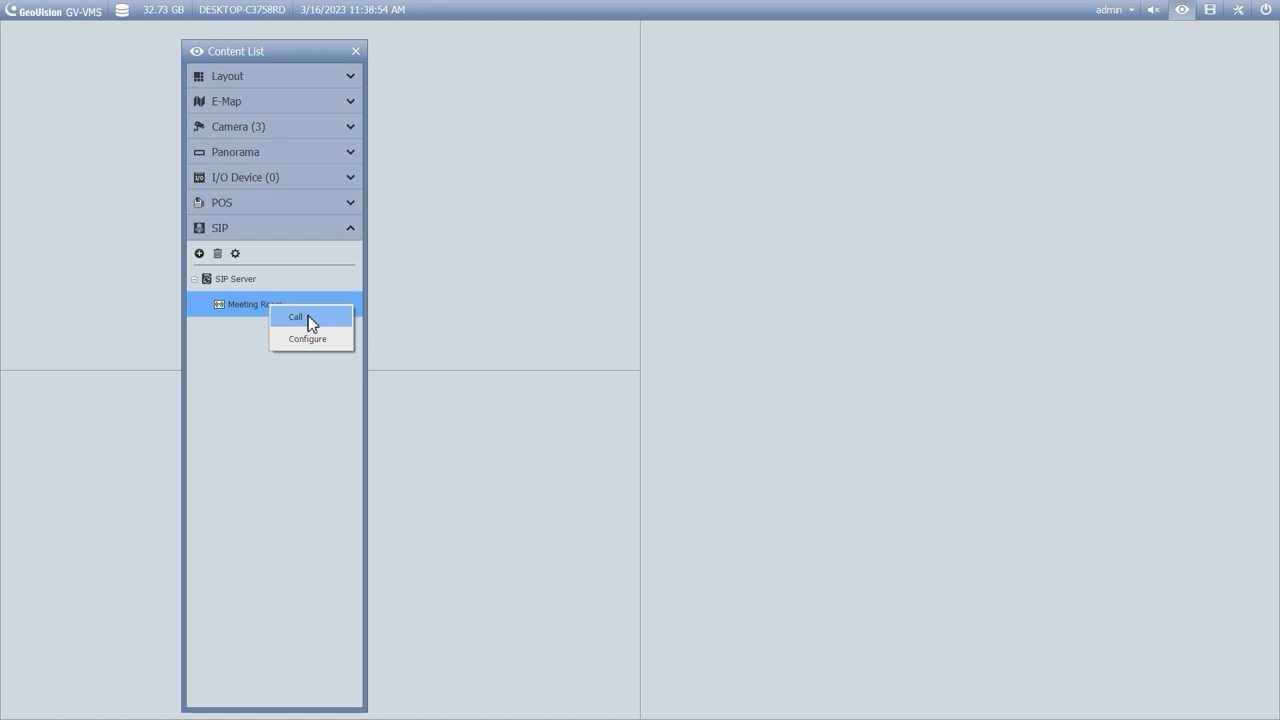 GeoVision GV-VMS 32.73 GB DESKTOP-C3758RD 3/16/2023 11:38:54 AM admin
Content List
Layout
E-Map
Camera (3)
Panorama
I/O Device (0)
POS
SIP
SIP Server
Meeting
Call
Configure